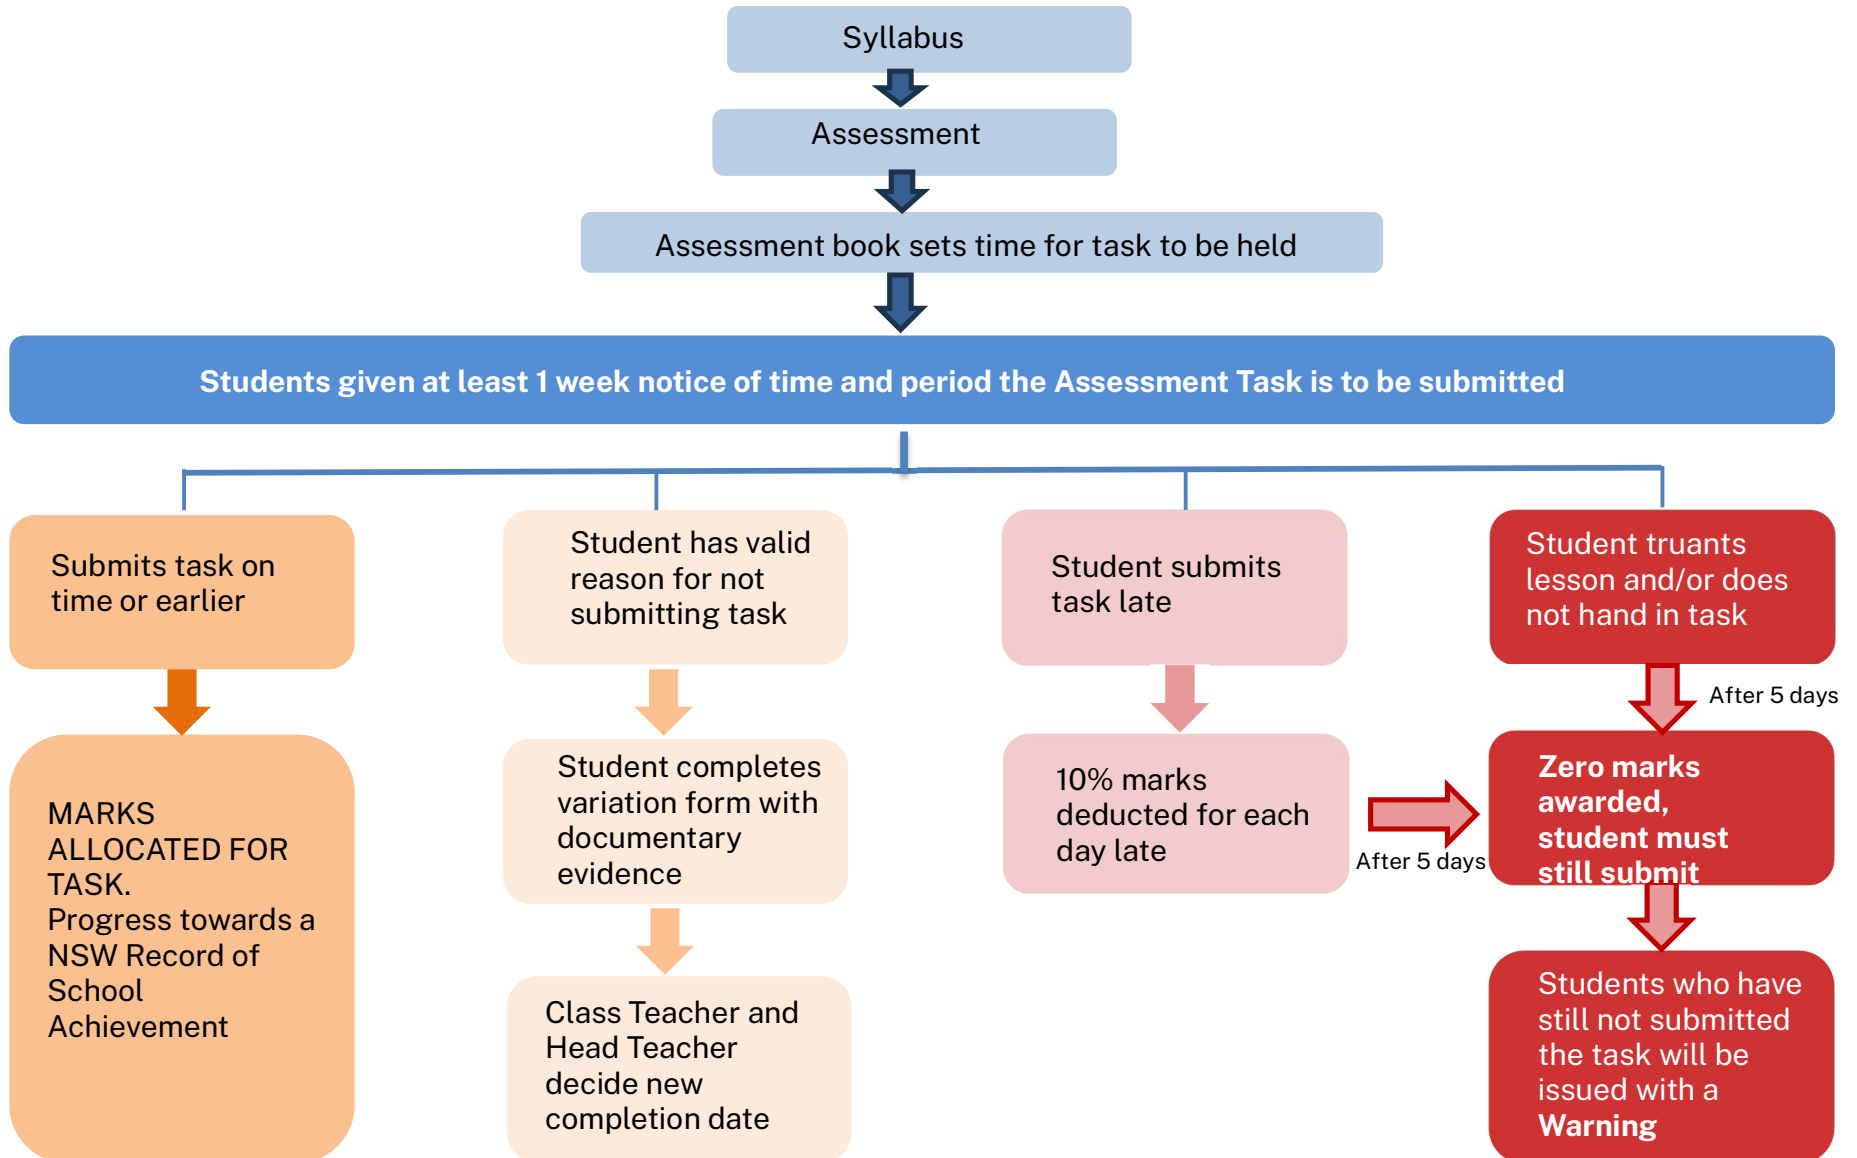 Syllabus
Assessment
Assessment book sets time for task to be held
Students given at least 1 week notice of time and period the Assessment Task is to be submitted
Submits task on
time or earlier
Student has valid
reason for not
submitting task
Student submits
task late
Student truants
lesson and/or does
not hand in task
After 5 days
MARKS
ALLOCATED FOR
TASK.
Progress towards a
NSW Record of
School
Achievement
Student completes
variation form with
documentary
evidence
10% marks
deducted for each
day late
After 5 days
Zero marks
awarded,
student must
still submit
Class Teacher and
Head Teacher
decide new
completion date
Students who have
still not submitted
the task will be
issued with a
Warning